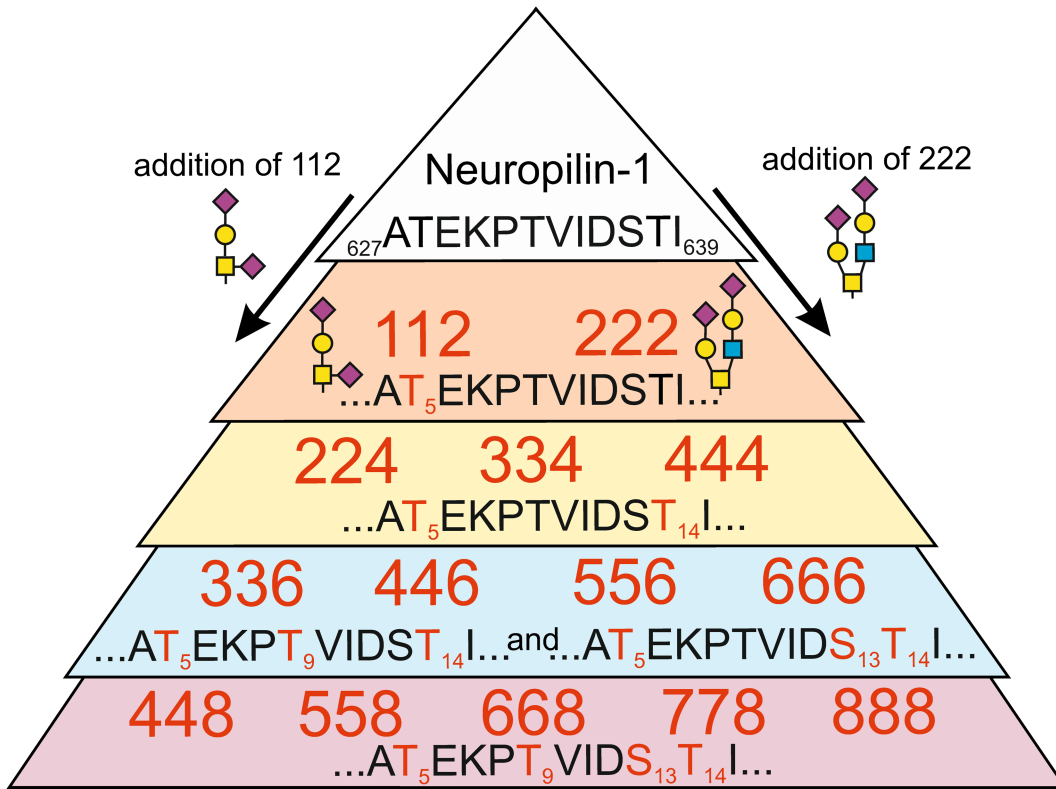 addition of 112
addition of 222
Neuropilin-1
627ATEKPTVIDSTI639
112 222
...AT5EKPTVIDSTI...
224 334 444
...AT5EKPTVIDST14I...
336 446 556 666
...AT5EKPT9VIDST14I...and...AT5EKPTVIDS13T14I...
448 558 668 778 888
...AT5EKPT9VIDS13T14I...